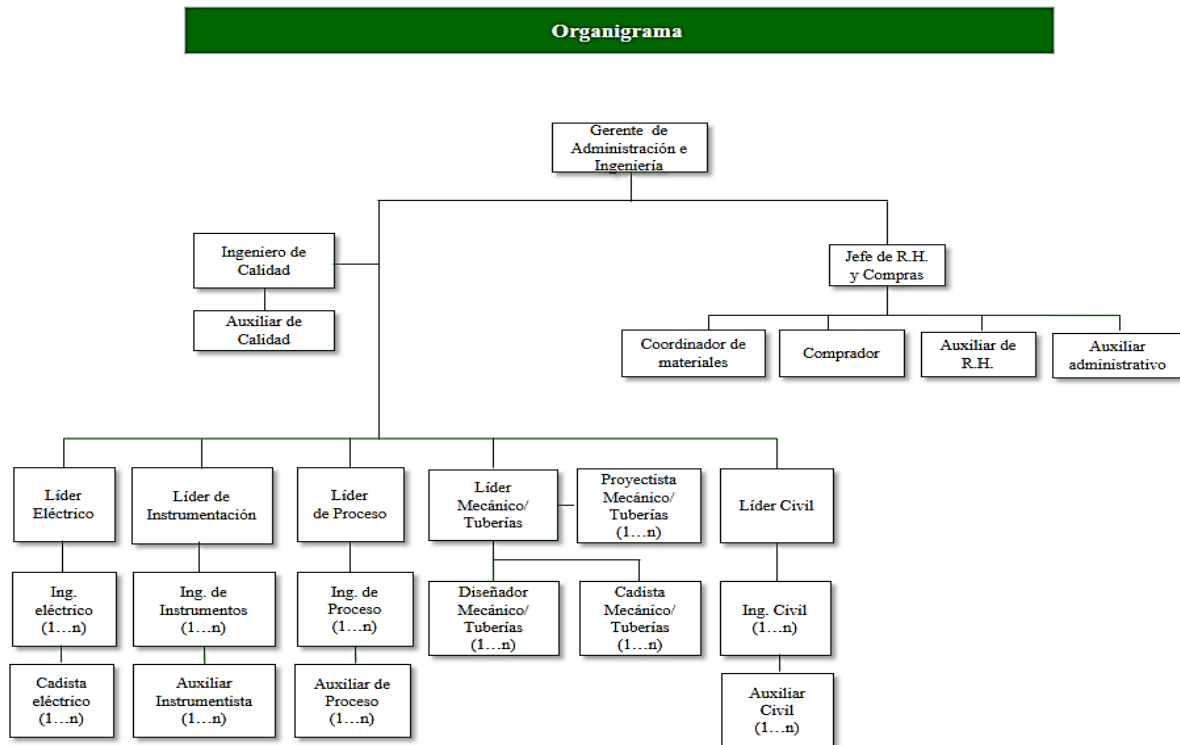 Organigrama
Gerente de
Administración e
Ingeniería
Ingeniero de
Calidad
Auxiliar de
Calidad
Jefe de R.H.
y Compras
Coordinador de
materiales
Comprador
Auxiliar de
R.H.
Auxiliar
administrativo
Líder
Eléctrico
Líder de
Instrumentación
Líder
de Proceso
Líder
Mecánico/
Tuberías
Proyectista
Mecánico/
Tuberías
(1…n)
Líder Civil
Ing.
eléctrico
(1…n)
Ing. de
Instrumentos
(1…n)
Ing. de
Proceso
(1…n)
Diseñador
Mecánico/
Tuberías
(1…n)
Cadista
Mecánico/
Tuberías
(1…n)
Ing. Civil
(1…n)
Cadista
eléctrico
(1…n)
Auxiliar
Instrumentista
(1…n)
Auxiliar de
Proceso
(1…n)
Auxiliar
Civil
(1…n)